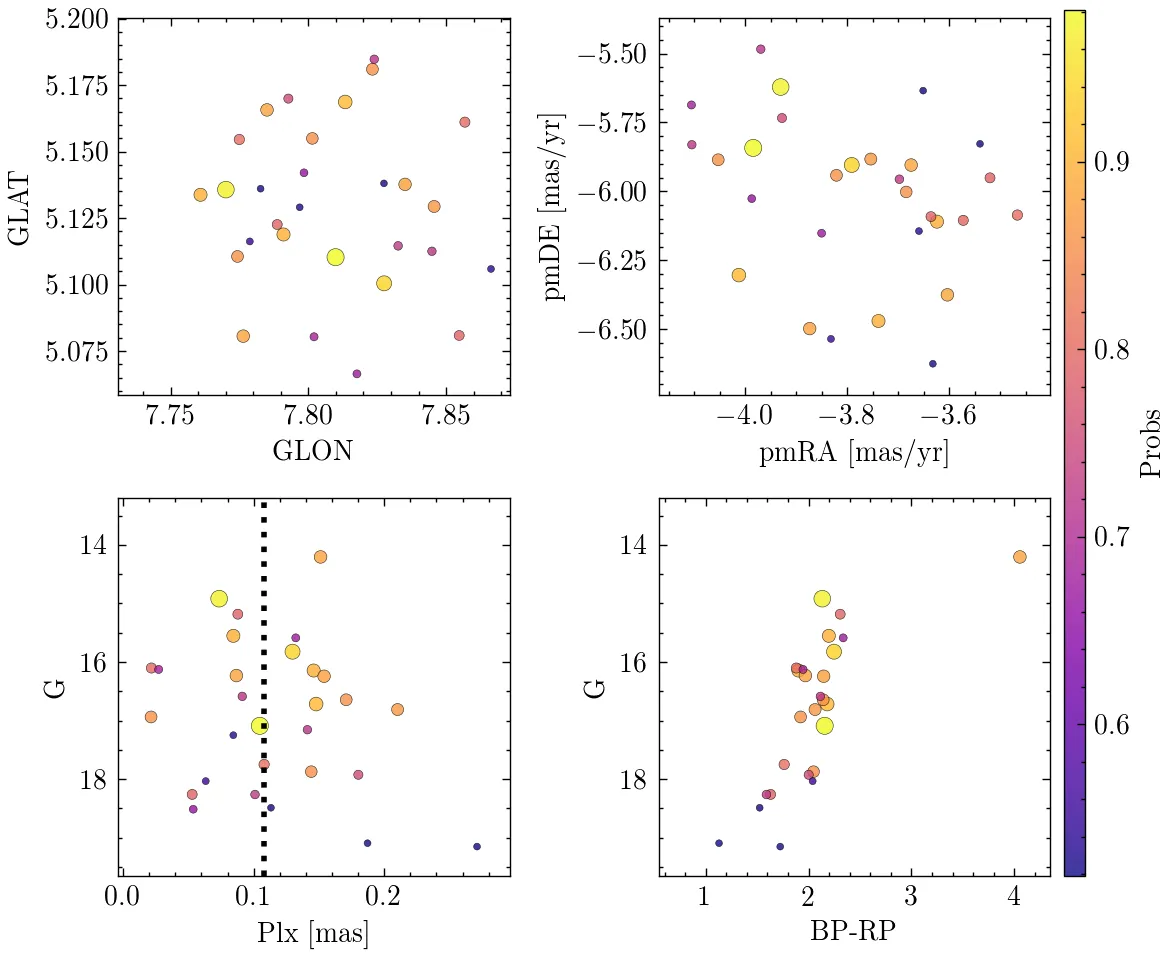 5.200
5.175
5.150
5.125
5.100
5.075
GLAT
7.75 7.80 7.85
GLON
−5.50
−5.75
−6.00
−6.25
−6.50
pmDE [mas/yr]
−4.0 −3.8 −3.6
pmRA [mas/yr]
14
16
18
G
0.0 0.1 0.2
Plx [mas]
14
16
18
G
1 2 3 4
BP-RP
0.9
0.8
0.7
0.6
Probs